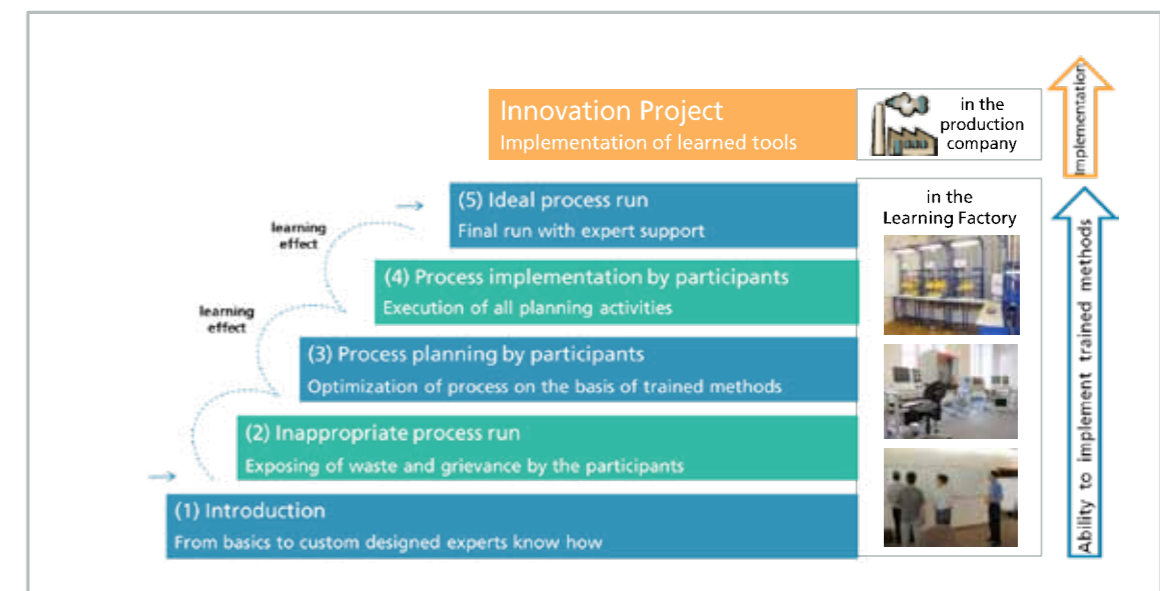 Innovation Project
Implementation of learned tools
in the
production
company
Implementation
(5) Ideal process run
Final run with expert support
in the
Learning Factory
learning
effect
(4) Process implementation by participants
Execution of all planning activities
learning
effect
(3) Process planning by participants
Optimization of process on the basis of trained methods
(2) Inappropriate process run
Exposing of waste and grievance by the participants
(1) Introduction
From basics to custom designed experts know how
Ability to implement trained methods